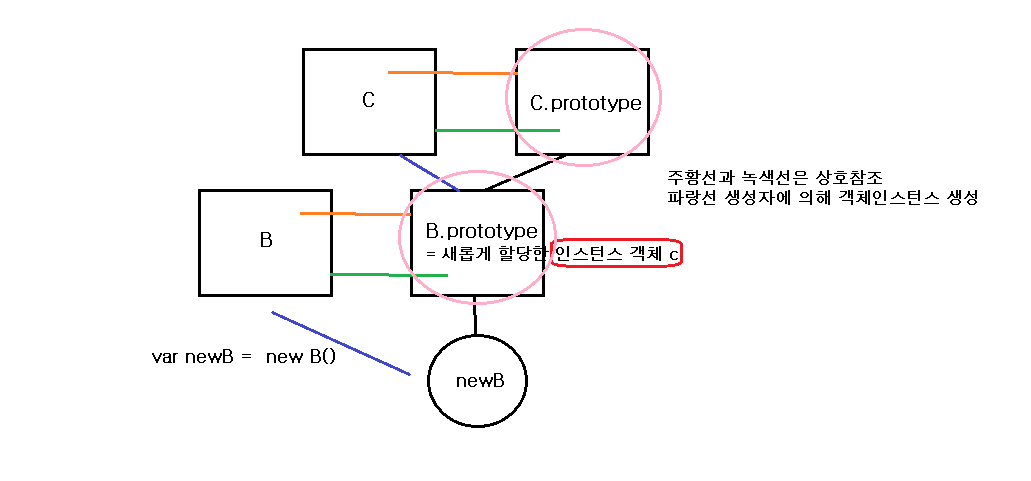 C
C.prototype
주황선과 녹색선은 상호참조
파랑선 생성자에 의해 객체인스턴스 생성
B
B.prototype
= 새롭게 할당한 인스턴스 객체 c
var newB = new B()
newB